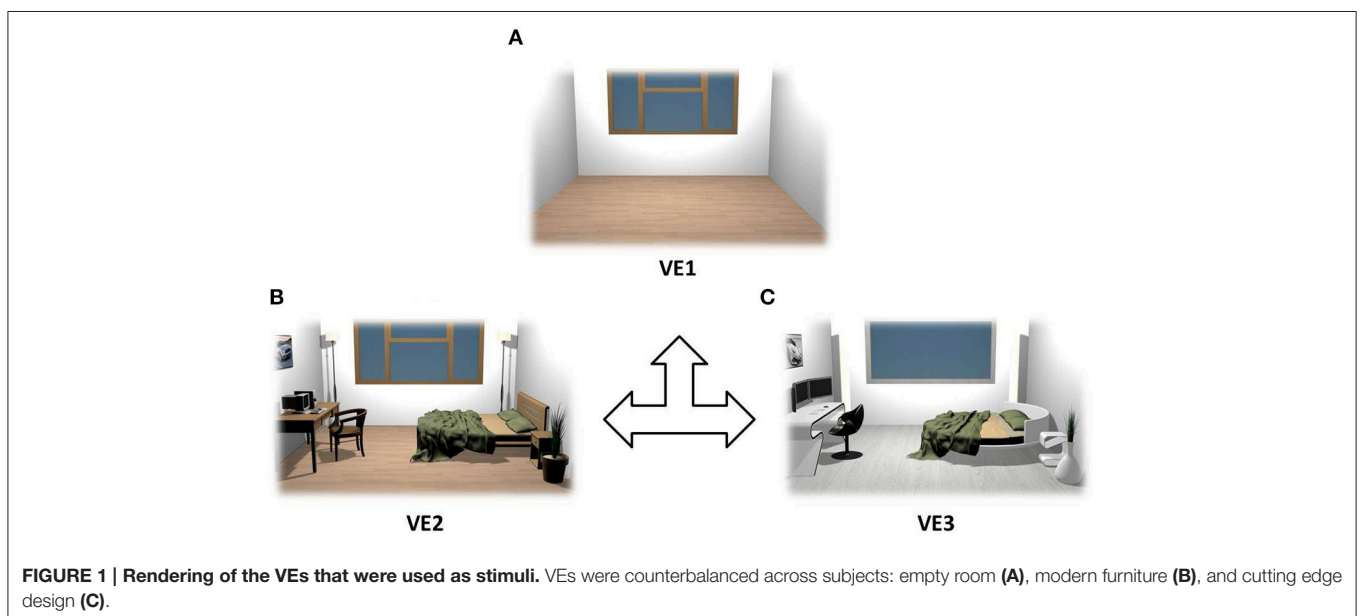 A
VE1
B
C
VE2
VE3
FIGURE 1 | Rendering of the VEs that were used as stimuli. VEs were counterbalanced across subjects: empty room (A), modern furniture (B), and cutting edge
design (C).